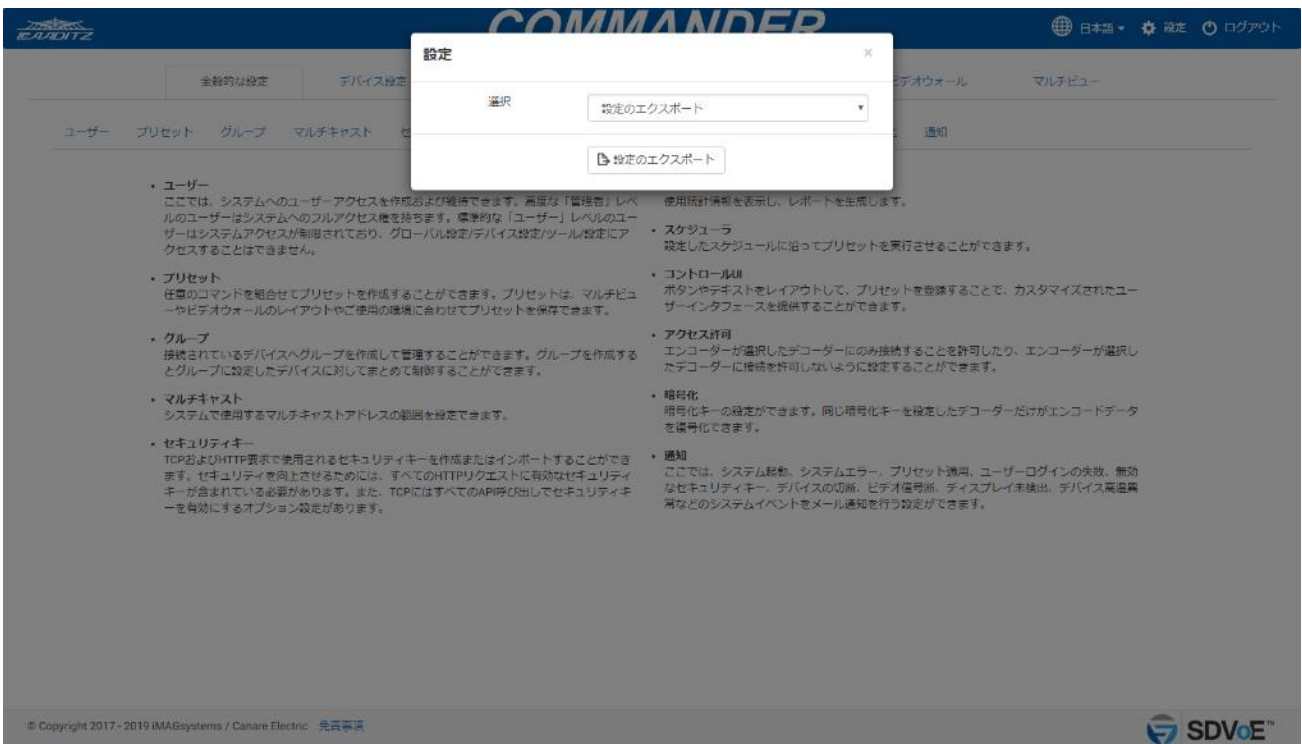 COMMANDER
日本語
設定
ログアウト
設定
×
選択
設定のエクスポート
設定のエクスポート
全般的な設定
デバイス設定
ビデオウォール
マルチビュー
ユーザー
プリセット
グループ
マルチキャスト
通知
• ユーザー
ここでは、システムへのユーザーアクセスを作成および維持できます。高度な「管理者」レベ
ルのユーザーはシステムへのフルアクセス権を持ちます。標準的な「ユーザー」レベルのユー
ザーはシステムアクセスが制限されており、グローバル設定/デバイス設定/ツール/設定にア
クセスすることはできません。
• プリセット
任意のコマンドを組合せてプリセットを作成することができます。プリセットは、マルチビュ
ーやビデオウォールのレイアウトやご使用の環境に合わせてプリセットを保存できます。
• グループ
接続されているデバイスへグループを作成して管理することができます。グループを作成する
とグループに設定したデバイスに対してまとめて制御することができます。
• マルチキャスト
システムで使用するマルチキャストアドレスの範囲を設定できます。
• セキュリティキー
TCPおよびHTTP要求で使用されるセキュリティキーを作成またはインポートすることができ
ます。セキュリティを向上させるためには、すべてのHTTPリクエストに有効なセキュリティ
キーが含まれている必要があります。また、TCPにはすべてのAPI呼び出しでセキュリティキ
ーを有効にするオプション設定があります。
使用統計情報を表示し、レポートを生成します。
• スケジューラ
設定したスケジュールに沿ってプリセットを実行させることができます。
• コントロールUI
ボタンやテキストをレイアウトして、プリセットを登録することで、カスタマイズされたユー
ザーインタフェースを提供することができます。
• アクセス許可
エンコーダーが選択したデコーダーにのみ接続することを許可したり、エンコーダーが選択し
たデコーダーに接続を許可しないように設定することができます。
• 暗号化
暗号化キーの設定ができます。同じ暗号化キーを設定したデコーダーだけがエンコードデータ
を復号化できます。
• 通知
ここでは、システム起動、システムエラー、プリセット適用、ユーザーログインの失敗、無効
なセキュリティキー、デバイスの切断、ビデオ信号断、ディスプレイ未検出、デバイス高温異
常などのシステムイベントをメール通知を行う設定ができます。
© Copyright 2017 - 2019 iMAGsystems / Canare Electric 免責事項
SDVoE™